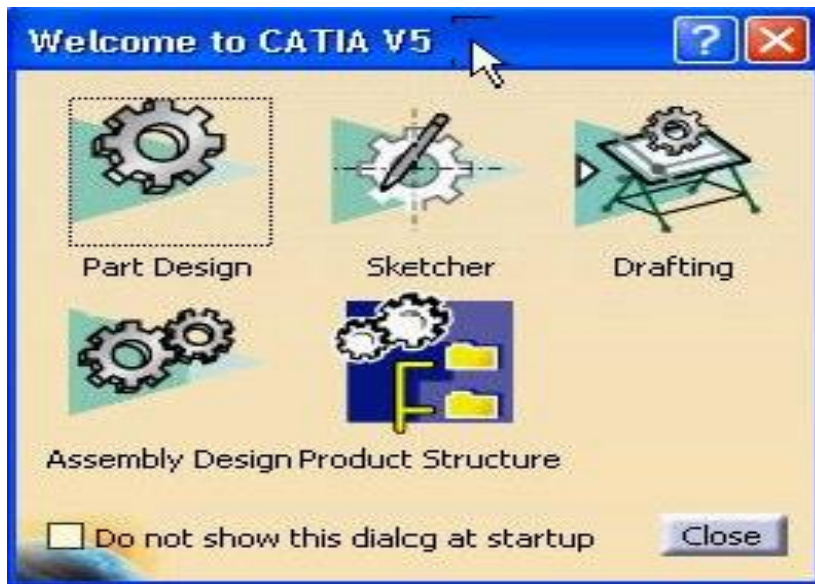 Welcome to CATIA V5
Part Design Sketcher Drafting
Assembly Design Product Structure
Do not show this dialog at startup Close